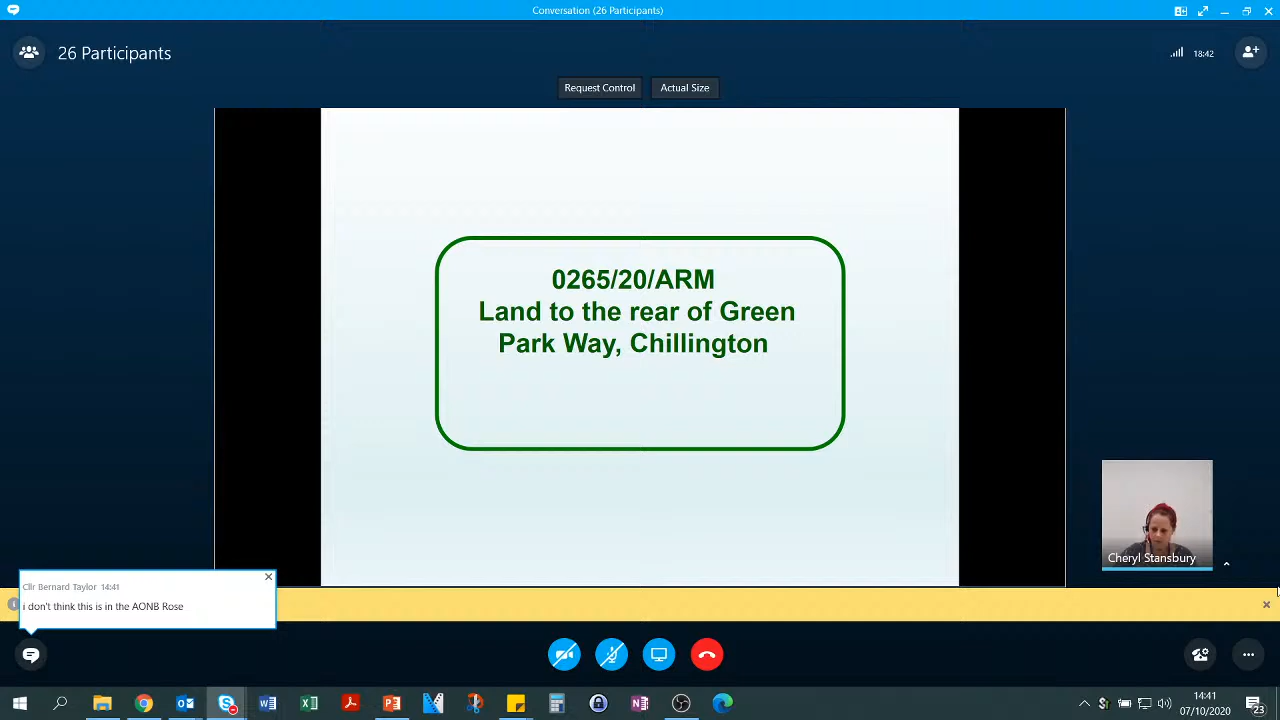 Conversation (26 Participants)
26 Participants
18:42
Request Control
Actual Size
0265/20/ARM
Land to the rear of Green
Park Way, Chillington
Cheryl Stansbury
Cllr Bernard Taylor 14:41
i don't think this is in the AONB Rose
14:41
07/10/2020
23